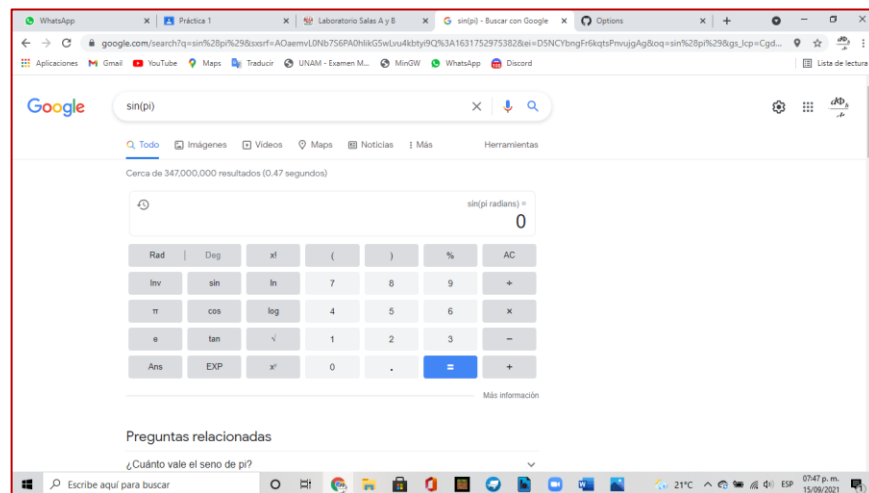 WhatsApp
Práctica 1
Laboratorio Salas A y B
sin(pi) - Buscar con Google
Options
google.com/search?q=sin%28pi%29&sxsrf=AOaemvL0Nb7S6PA0hlikG5wLvu4kbtyi9Q%3A1631752975382&ei=D5NCYbngFr6kqtsPnvujgAg&oq=sin%28pi%29&gs_lcp=Cgd...
Aplicaciones Gmail YouTube Maps Traducir UNAM - Examen M... MinGW WhatsApp Discord Lista de lectura
Google sin(pi)
Todo Imágenes Videos Maps Noticias Más Herramientas
Cerca de 347,000,000 resultados (0.47 segundos)
sin(pi radians) =
0
Rad | Deg x! ( ) % AC
Inv sin ln 7 8 9 ÷
π cos log 4 5 6 ×
e tan √ 1 2 3 −
Ans EXP xʸ 0 . = +
Más información
Preguntas relacionadas
¿Cuánto vale el seno de pi?
Escribe aquí para buscar
21°C ESP 07:47 p. m.
15/09/2021